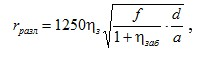 r_разл = 1250η_з √( f / (1 + η_заб) · d / a ) ,